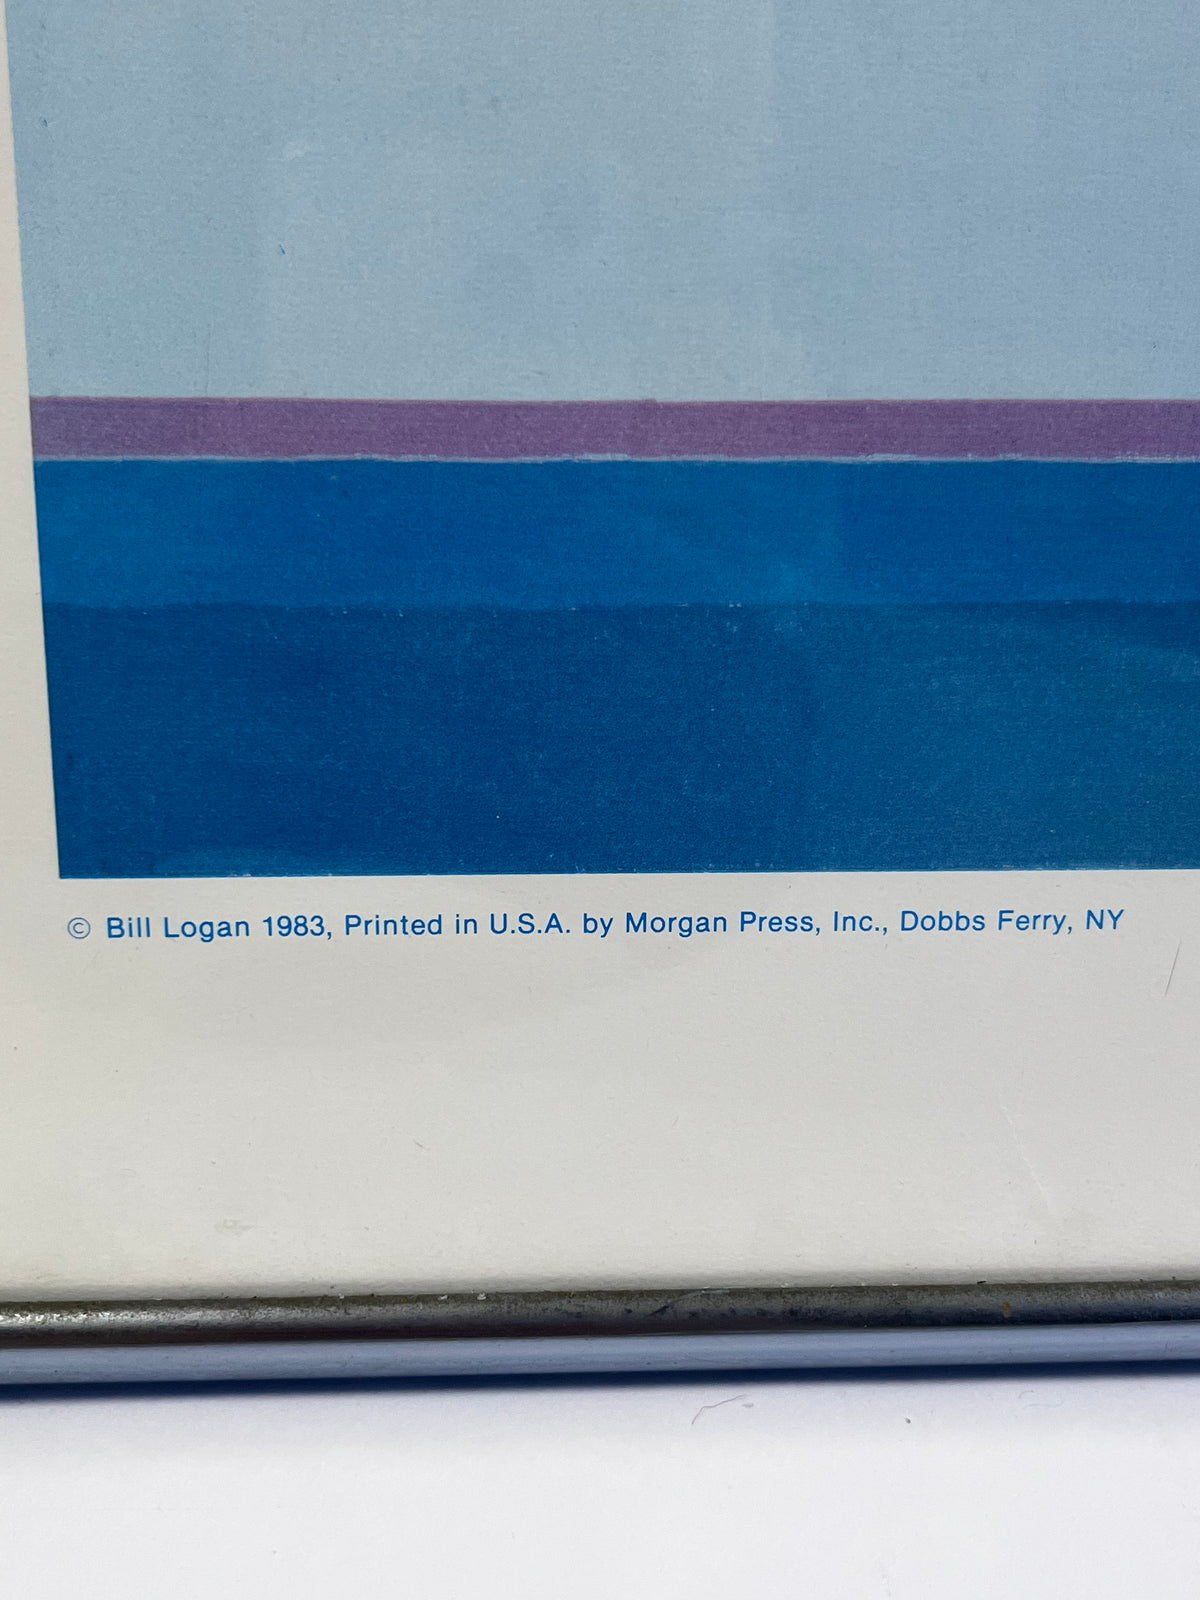 © Bill Logan 1983, Printed in U.S.A. by Morgan Press, Inc., Dobbs Ferry, NY